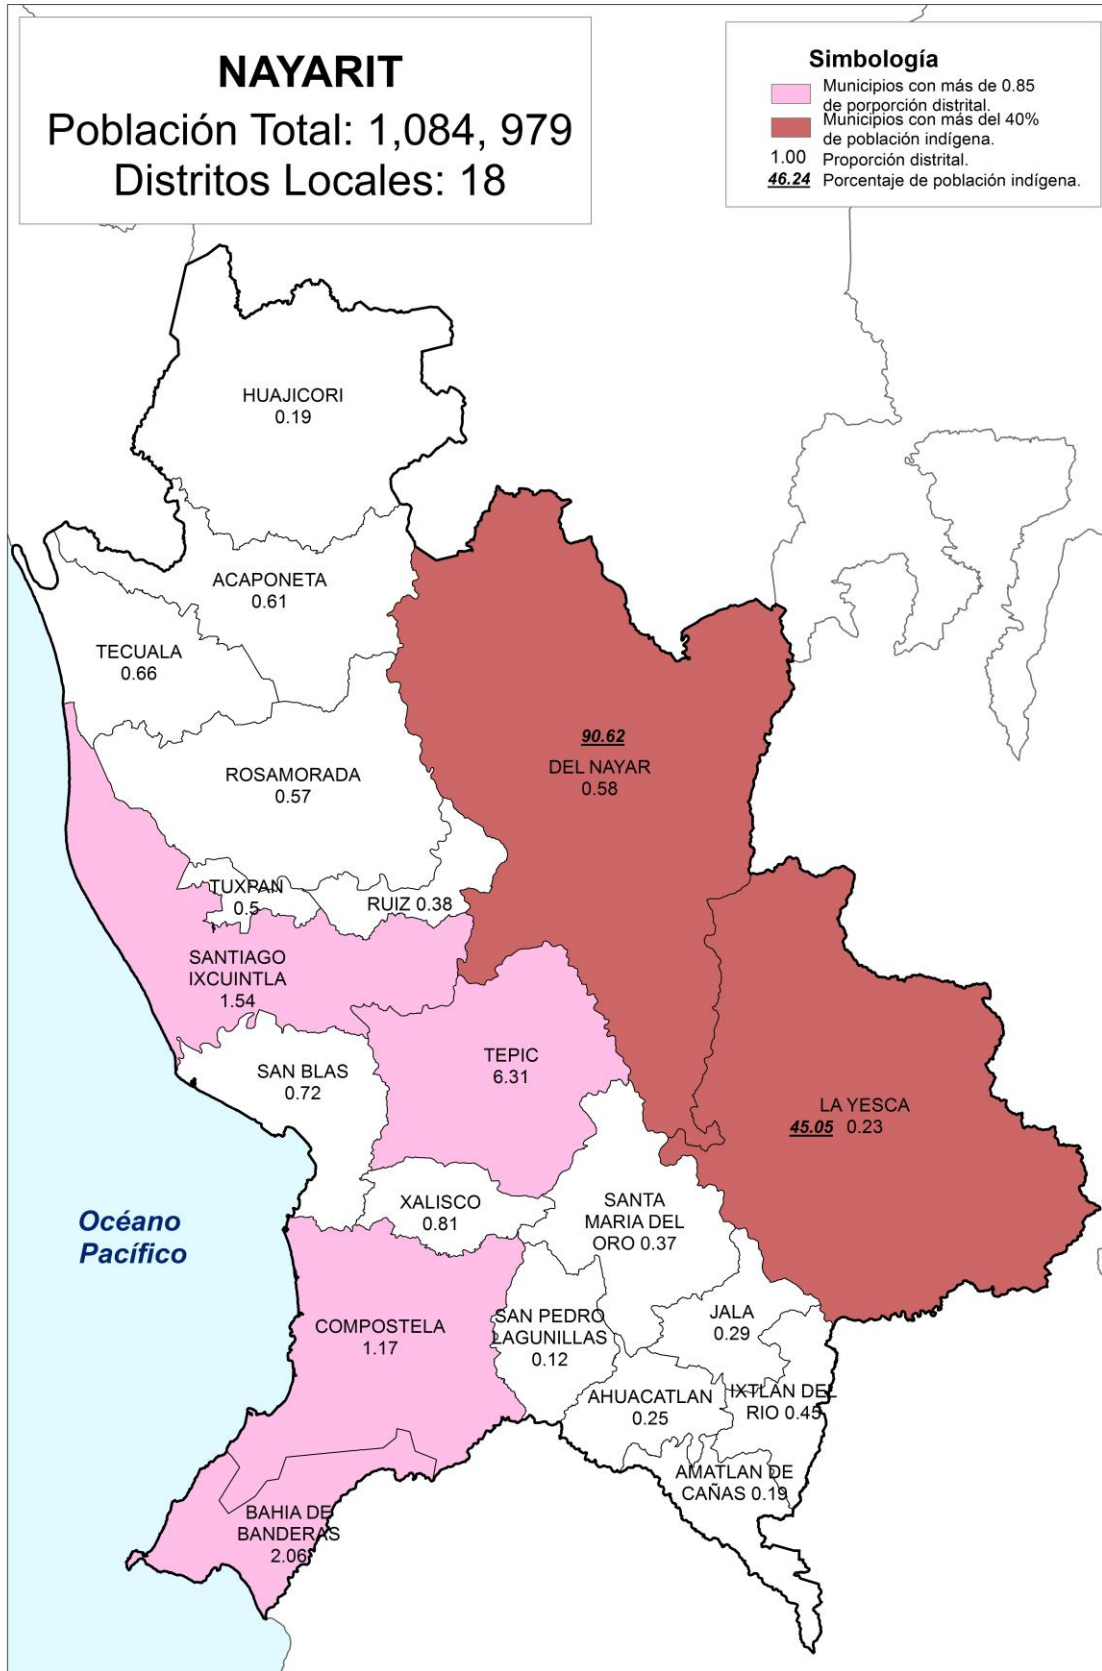 NAYARIT
Población Total: 1,084, 979
Distritos Locales: 18
Simbología
Municipios con más de 0.85
de porporción distrital.
Municipios con más del 40%
de población indígena.
1.00 Proporción distrital.
46.24 Porcentaje de población indígena.
HUAJICORI
0.19
ACAPONETA
0.61
TECUALA
0.66
90.62
DEL NAYAR
0.58
ROSAMORADA
0.57
TUXPAN
0.5
RUIZ 0.38
SANTIAGO
IXCUINTLA
1.54
TEPIC
6.31
SAN BLAS
0.72
LA YESCA
45.05 0.23
XALISCO
0.81
SANTA
MARIA DEL
ORO 0.37
Océano
Pacífico
COMPOSTELA
1.17
SAN PEDRO
LAGUNILLAS
0.12
JALA
0.29
AHUACATLAN
0.25
IXTLAN DEL
RIO 0.45
AMATLAN DE
CAÑAS 0.19
BAHIA DE
BANDERAS
2.06